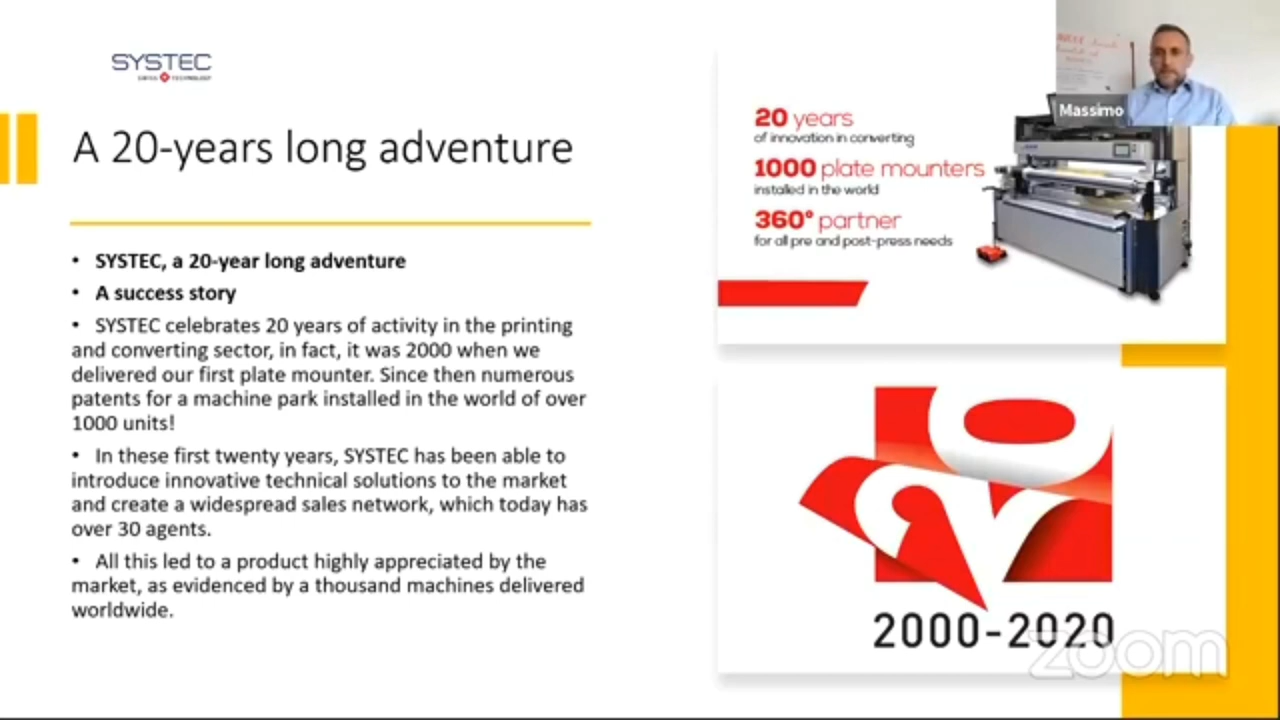 SYSTEC
SWISS TECHNOLOGY
A 20-years long adventure
• SYSTEC, a 20-year long adventure
• A success story
• SYSTEC celebrates 20 years of activity in the printing
and converting sector, in fact, it was 2000 when we
delivered our first plate mounter. Since then numerous
patents for a machine park installed in the world of over
1000 units!
• In these first twenty years, SYSTEC has been able to
introduce innovative technical solutions to the market
and create a widespread sales network, which today has
over 30 agents.
• All this led to a product highly appreciated by the
market, as evidenced by a thousand machines delivered
worldwide.
20 years
of innovation in converting
1000 plate mounters
installed in the world
360° partner
for all pre and post-press needs
Massimo
20
2000-2020
zoom